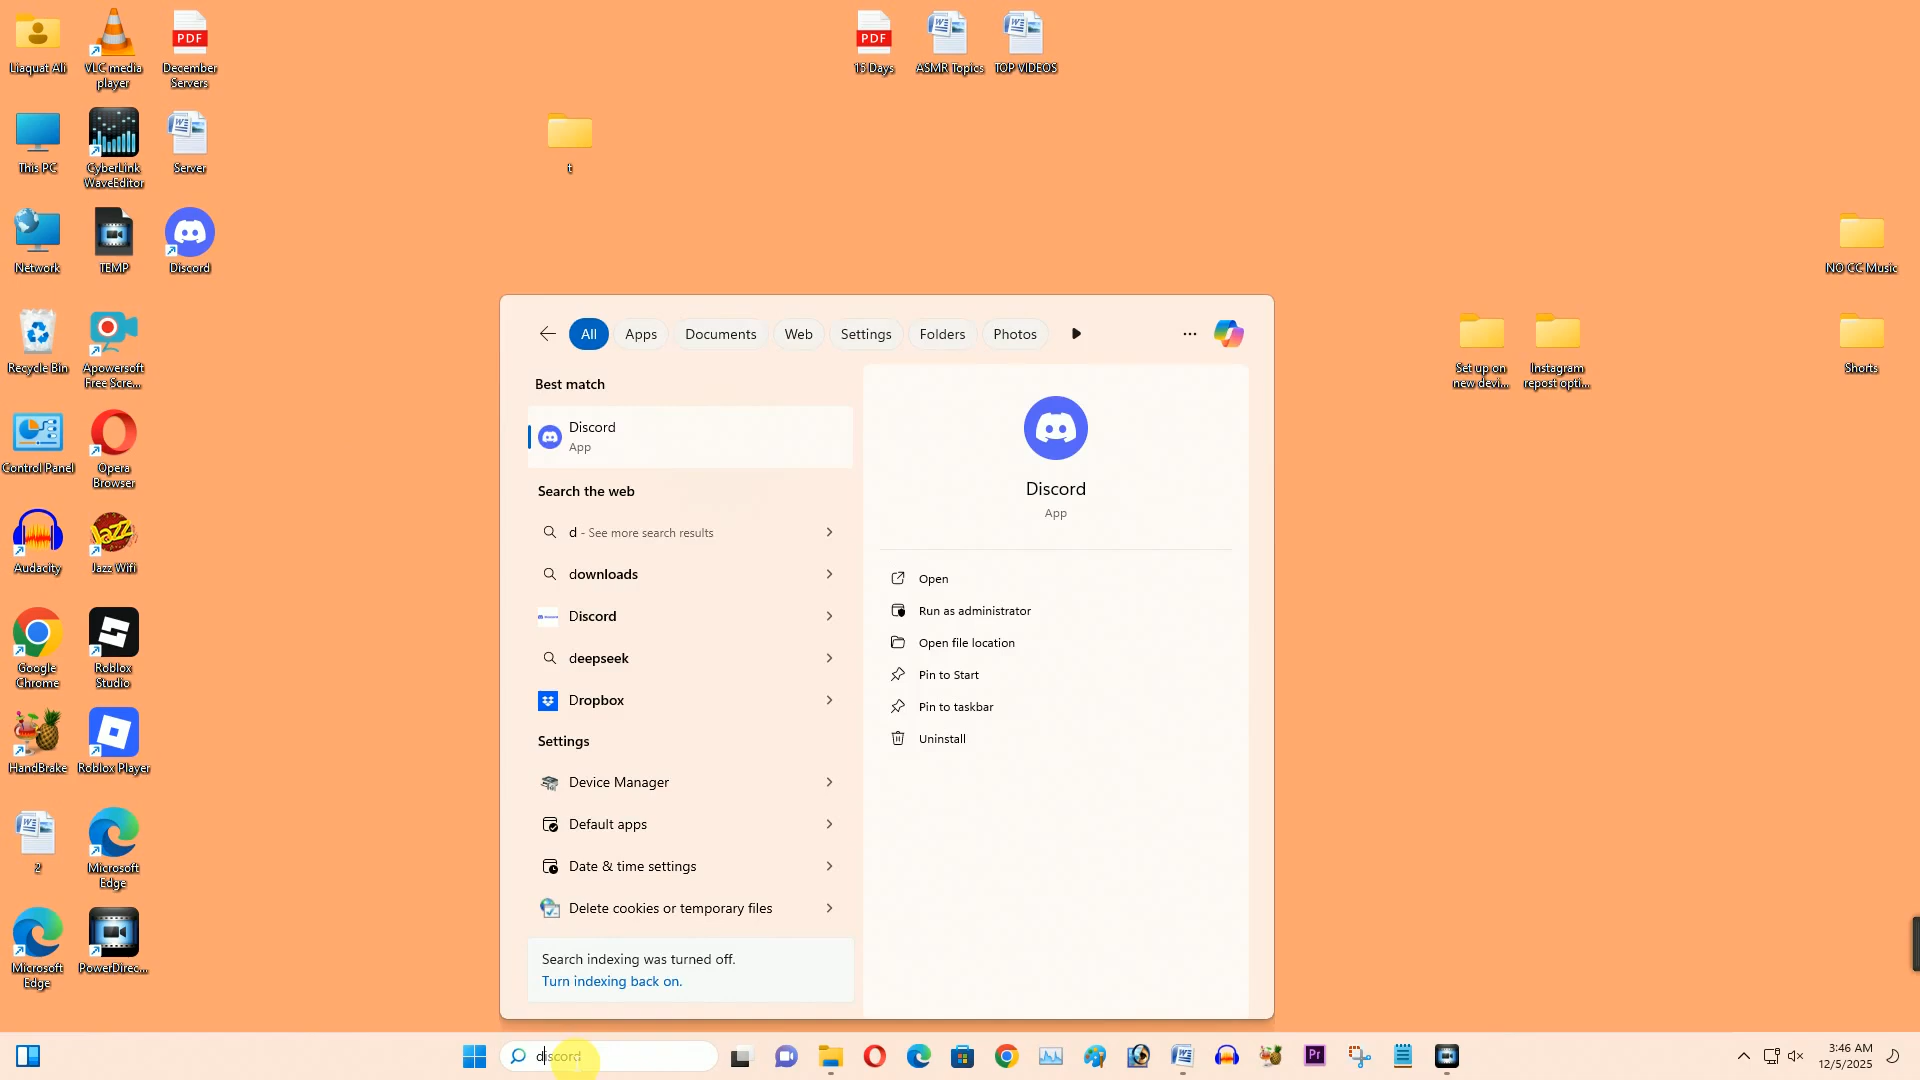 Liaquat Ali
VLC media
player
PDF
December
Servers
PDF
15 Days
ASMR Topics
TOP VIDEOS
This PC
CyberLink
WaveEditor
Server
t
Network
TEMP
Discord
NO CC Music
Recycle Bin
Apowersoft
Free Scre...
Set up on
new devi...
Instagram
repost opti...
Shorts
Control Panel
Opera
Browser
Audacity
Jazz
Jazz Wifi
Google
Chrome
Roblox
Studio
HandBrake
Roblox Player
2
Microsoft
Edge
Microsoft
Edge
PowerDirec...
All
Apps
Documents
Web
Settings
Folders
Photos
Best match
Discord
App
Search the web
d - See more search results
downloads
Discord
deepseek
Dropbox
Settings
Device Manager
Default apps
Date & time settings
Delete cookies or temporary files
Search indexing was turned off.
Turn indexing back on.
Discord
App
Open
Run as administrator
Open file location
Pin to Start
Pin to taskbar
Uninstall
discord
Pr
3:46 AM
12/5/2025